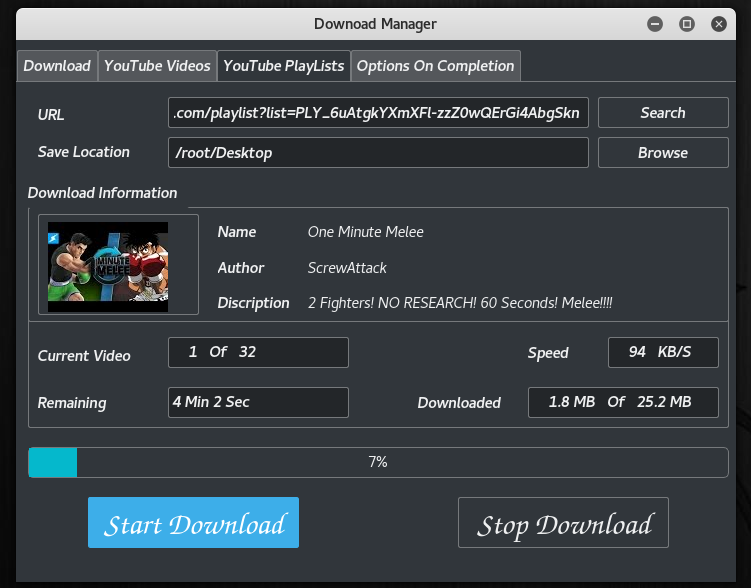 Downoad Manager
Download YouTube Videos YouTube PlayLists Options On Completion
URL .com/playlist?list=PLY_6uAtgkYXmXFl-zzZ0wQErGi4AbgSkn Search
Save Location /root/Desktop Browse
Download Information
MINUTE
MELEE
Name One Minute Melee
Author ScrewAttack
Discription 2 Fighters! NO RESEARCH! 60 Seconds! Melee!!!!
Current Video 1 Of 32 Speed 94 KB/S
Remaining 4 Min 2 Sec Downloaded 1.8 MB Of 25.2 MB
7%
Start Download Stop Download